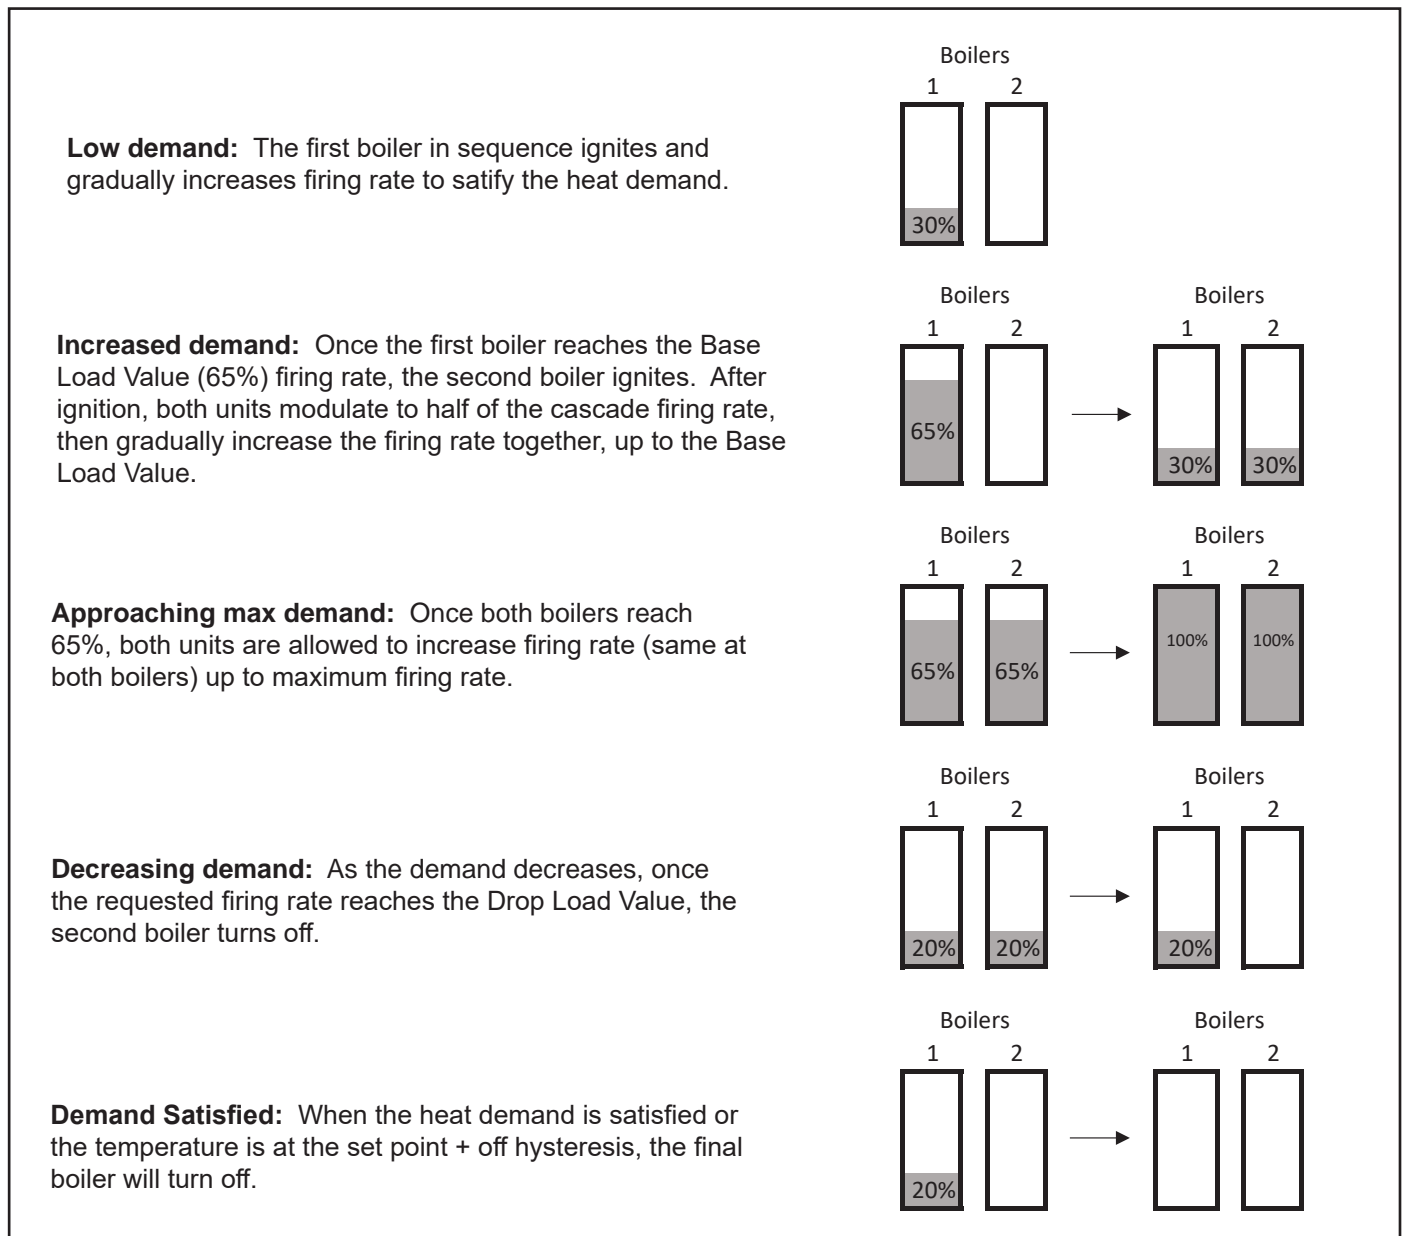 Boilers
1 2
Low demand: The first boiler in sequence ignites and
gradually increases firing rate to satify the heat demand.
30%
Boilers Boilers
1 2 1 2
Increased demand: Once the first boiler reaches the Base
Load Value (65%) firing rate, the second boiler ignites. After
ignition, both units modulate to half of the cascade firing rate,
then gradually increase the firing rate together, up to the Base
Load Value.
65% 30% 30%
Boilers Boilers
1 2 1 2
Approaching max demand: Once both boilers reach
65%, both units are allowed to increase firing rate (same at
both boilers) up to maximum firing rate.
65% 65% 100% 100%
Boilers Boilers
1 2 1 2
Decreasing demand: As the demand decreases, once
the requested firing rate reaches the Drop Load Value, the
second boiler turns off.
20% 20% 20%
Boilers Boilers
1 2 1 2
Demand Satisfied: When the heat demand is satisfied or
the temperature is at the set point + off hysteresis, the final
boiler will turn off.
20%